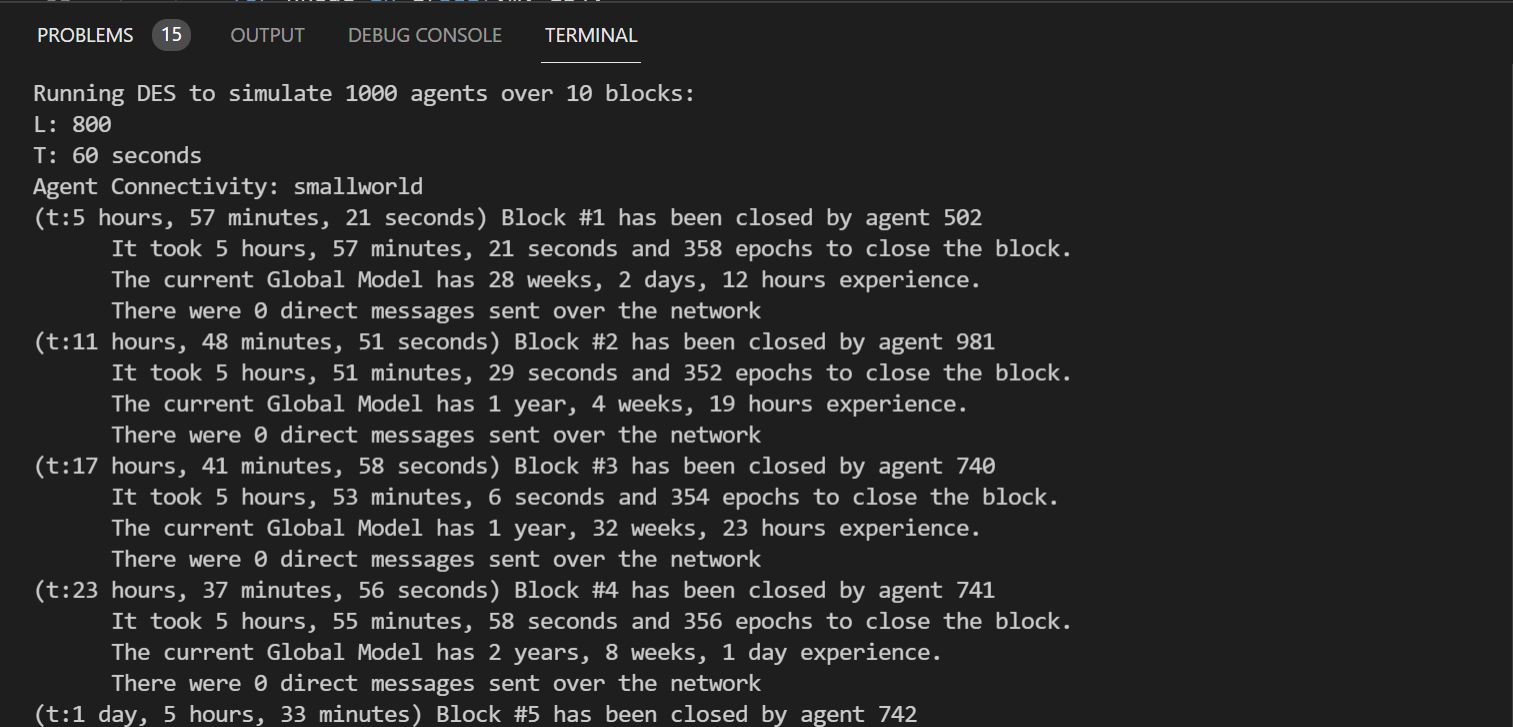 PROBLEMS 15 OUTPUT DEBUG CONSOLE TERMINAL
Running DES to simulate 1000 agents over 10 blocks:
L: 800
T: 60 seconds
Agent Connectivity: smallworld
(t:5 hours, 57 minutes, 21 seconds) Block #1 has been closed by agent 502
It took 5 hours, 57 minutes, 21 seconds and 358 epochs to close the block.
The current Global Model has 28 weeks, 2 days, 12 hours experience.
There were 0 direct messages sent over the network
(t:11 hours, 48 minutes, 51 seconds) Block #2 has been closed by agent 981
It took 5 hours, 51 minutes, 29 seconds and 352 epochs to close the block.
The current Global Model has 1 year, 4 weeks, 19 hours experience.
There were 0 direct messages sent over the network
(t:17 hours, 41 minutes, 58 seconds) Block #3 has been closed by agent 740
It took 5 hours, 53 minutes, 6 seconds and 354 epochs to close the block.
The current Global Model has 1 year, 32 weeks, 23 hours experience.
There were 0 direct messages sent over the network
(t:23 hours, 37 minutes, 56 seconds) Block #4 has been closed by agent 741
It took 5 hours, 55 minutes, 58 seconds and 356 epochs to close the block.
The current Global Model has 2 years, 8 weeks, 1 day experience.
There were 0 direct messages sent over the network
(t:1 day, 5 hours, 33 minutes) Block #5 has been closed by agent 742